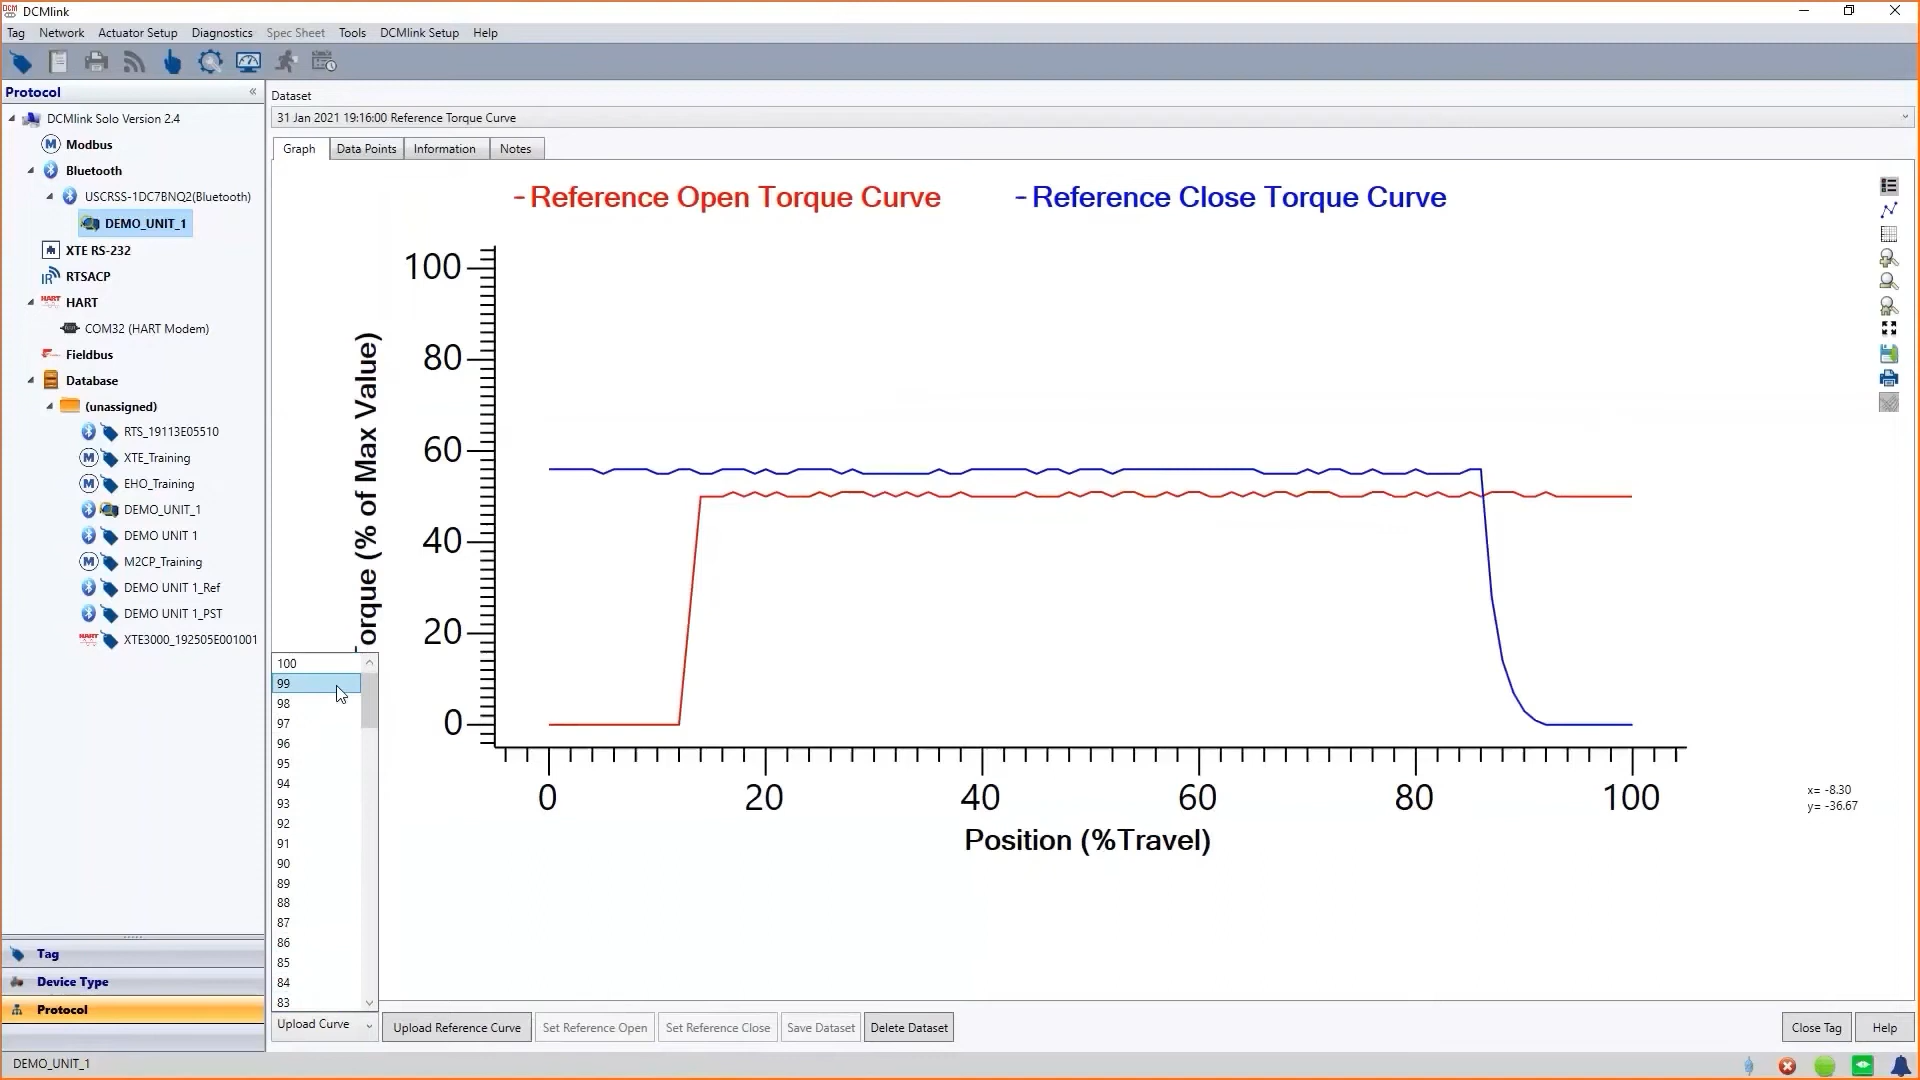 DCMlink
Tag Network Actuator Setup Diagnostics Spec Sheet Tools DCMlink Setup Help
Protocol
DCMlink Solo Version 2.4
Modbus
Bluetooth
USCRSS-1DC7BNQ2(Bluetooth)
DEMO_UNIT_1
XTE RS-232
RTSACP
HART
COM32 (HART Modem)
Fieldbus
Database
(unassigned)
RTS_19113E05510
XTE_Training
EHO_Training
DEMO_UNIT_1
DEMO UNIT 1
M2CP_Training
DEMO UNIT 1_Ref
DEMO UNIT 1_PST
XTE3000_192505E001001
Tag
Device Type
Protocol
Dataset
31 Jan 2021 19:16:00 Reference Torque Curve
Graph Data Points Information Notes
-Reference Open Torque Curve -Reference Close Torque Curve
orque (% of Max Value)
100
80
60
40
20
0
0 20 40 60 80 100
Position (%Travel)
x= -8.30
y= -36.67
100
99
98
97
96
95
94
93
92
91
90
89
88
87
86
85
84
83
Upload Curve Upload Reference Curve Set Reference Open Set Reference Close Save Dataset Delete Dataset Close Tag Help
DEMO_UNIT_1